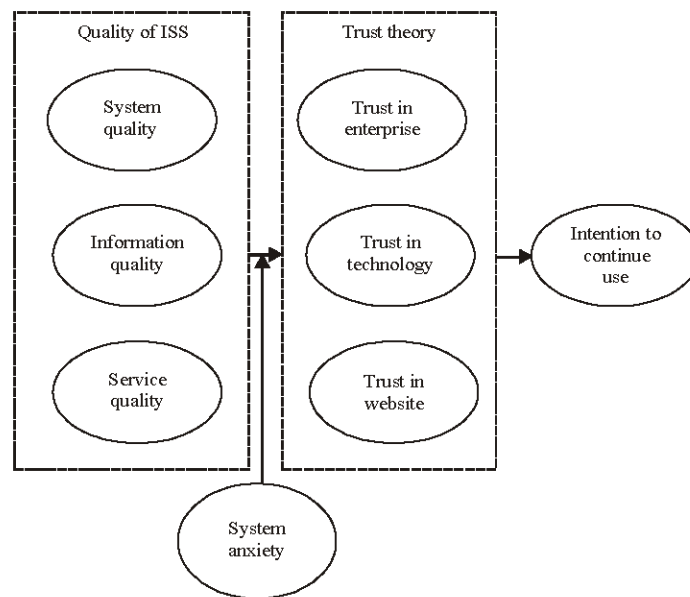 Quality of ISS
System
quality
Information
quality
Service
quality
Trust theory
Trust in
enterprise
Trust in
technology
Trust in
website
Intention to
continue
use
System
anxiety